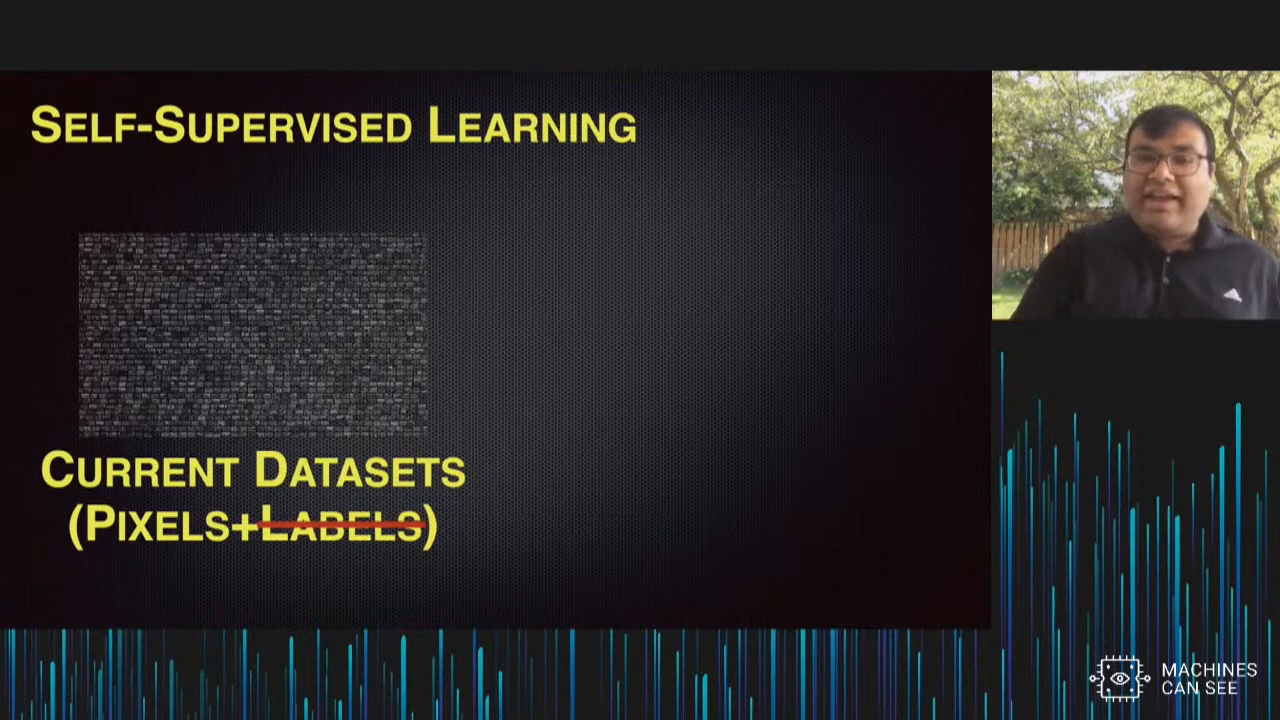 SELF-SUPERVISED LEARNING
CURRENT DATASETS
(PIXELS+LABELS)
MACHINES
CAN SEE